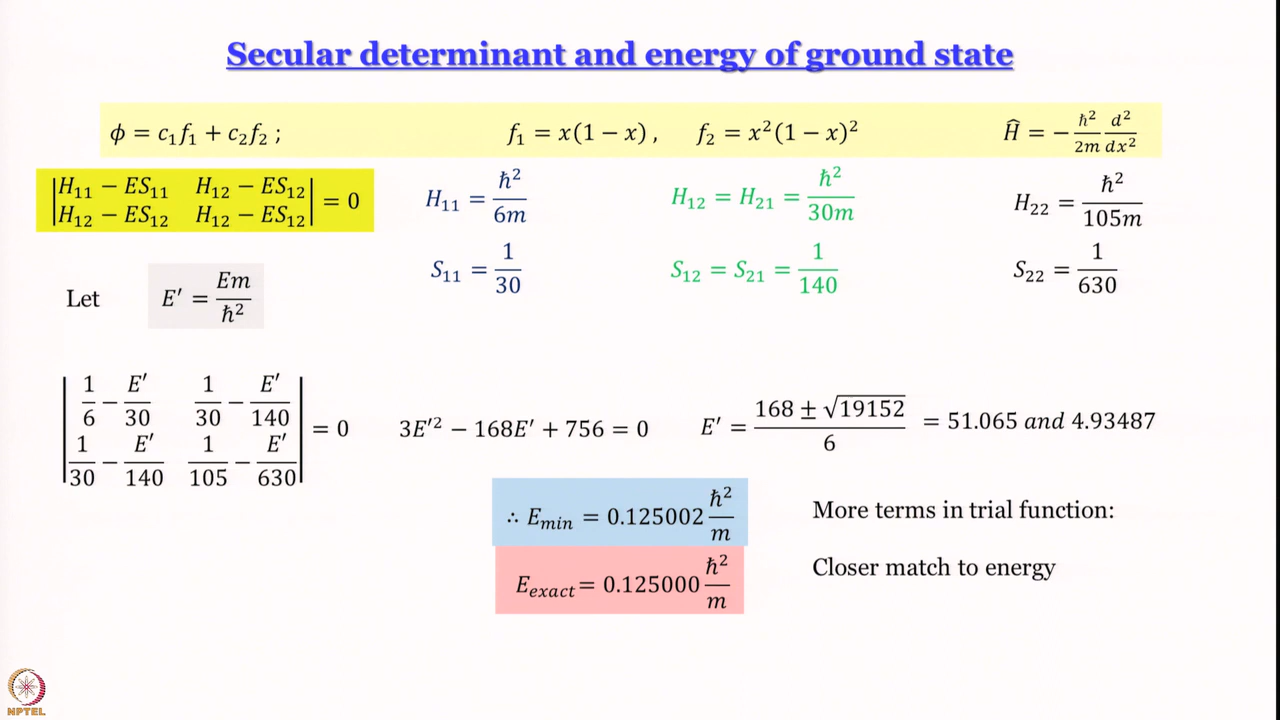 Secular determinant and energy of ground state
ϕ = c₁f₁ + c₂f₂ ; f₁ = x(1 − x) , f₂ = x²(1 − x)² Ĥ = −ħ²/2m d²/dx²
|H₁₁ − ES₁₁ H₁₂ − ES₁₂|
|H₁₂ − ES₁₂ H₁₂ − ES₁₂| = 0
H₁₁ = ħ²/6m H₁₂ = H₂₁ = ħ²/30m H₂₂ = ħ²/105m
S₁₁ = 1/30 S₁₂ = S₂₁ = 1/140 S₂₂ = 1/630
Let E′ = Em/ħ²
|1/6 − E′/30 1/30 − E′/140|
|1/30 − E′/140 1/105 − E′/630| = 0
3E′² − 168E′ + 756 = 0 E′ = (168 ± √19152)/6 = 51.065 and 4.93487
∴ Eₘᵢₙ = 0.125002 ħ²/m
More terms in trial function:
Closer match to energy
E_exact = 0.125000 ħ²/m
NPTEL